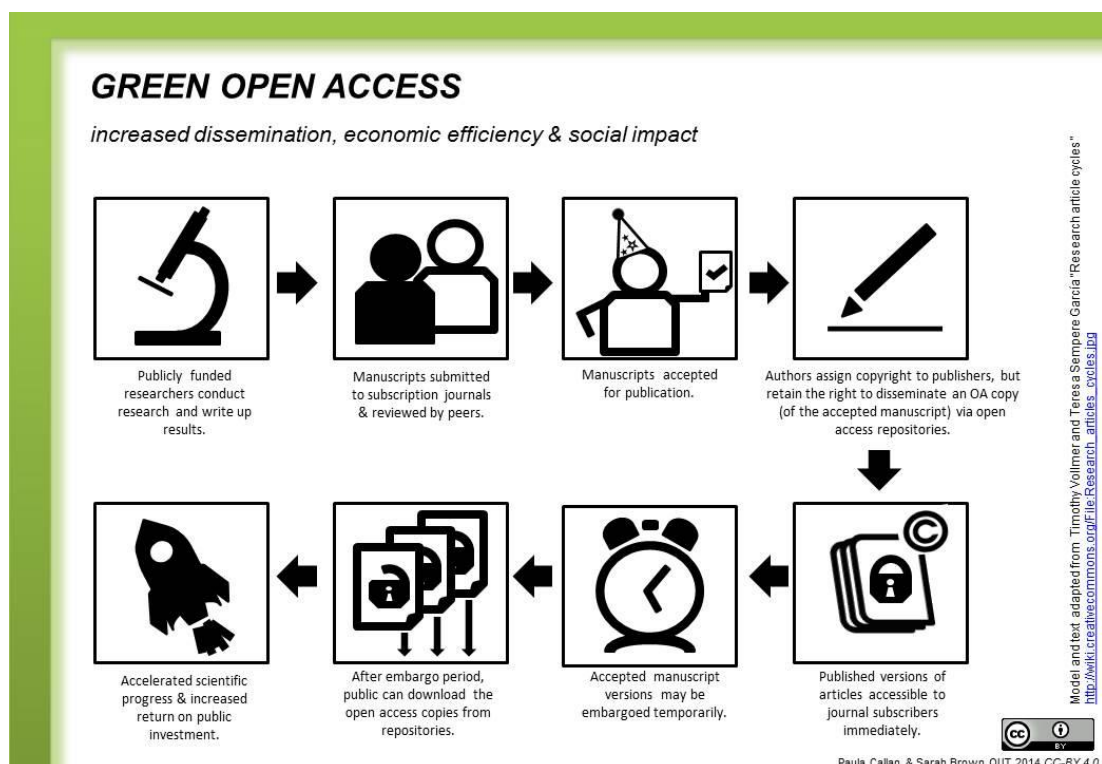 GREEN OPEN ACCESS
increased dissemination, economic efficiency & social impact
Publicly funded
researchers conduct
research and write up
results.
Manuscripts submitted
to subscription journals
& reviewed by peers.
Manuscripts accepted
for publication.
Authors assign copyright to publishers, but
retain the right to disseminate an OA copy
(of the accepted manuscript) via open
access repositories.
C
Published versions of
articles accessible to
journal subscribers
immediately.
Accepted manuscript
versions may be
embargoed temporarily.
After embargo period,
public can download the
open access copies from
repositories.
Accelerated scientific
progress & increased
return on public
investment.
Model and text adapted from Timothy Vollmer and Teresa Sempere Garcia "Research article cycles"
http://wiki.creativecommons.org/File:Research_articles_cycles.jpg
cc
BY
Paula Callan & Sarah Brown QUT 2014 CC-BY 4.0